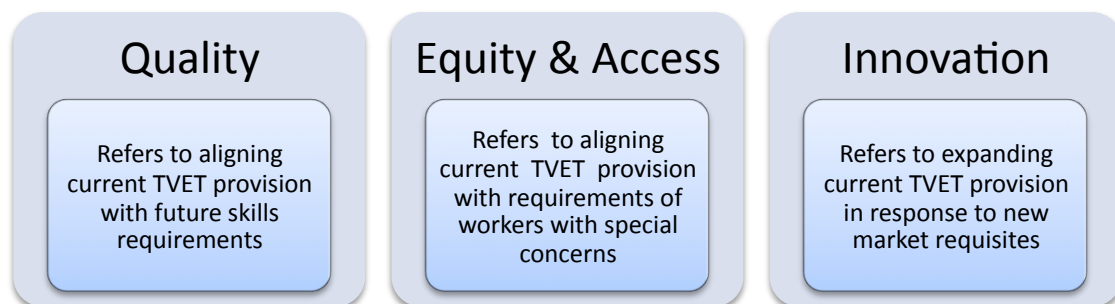 Quality
Refers to aligning
current TVET provision
with future skills
requirements
Equity & Access
Refers to aligning
current TVET provision
with requirements of
workers with special
concerns
Innovation
Refers to expanding
current TVET provision
in response to new
market requisites